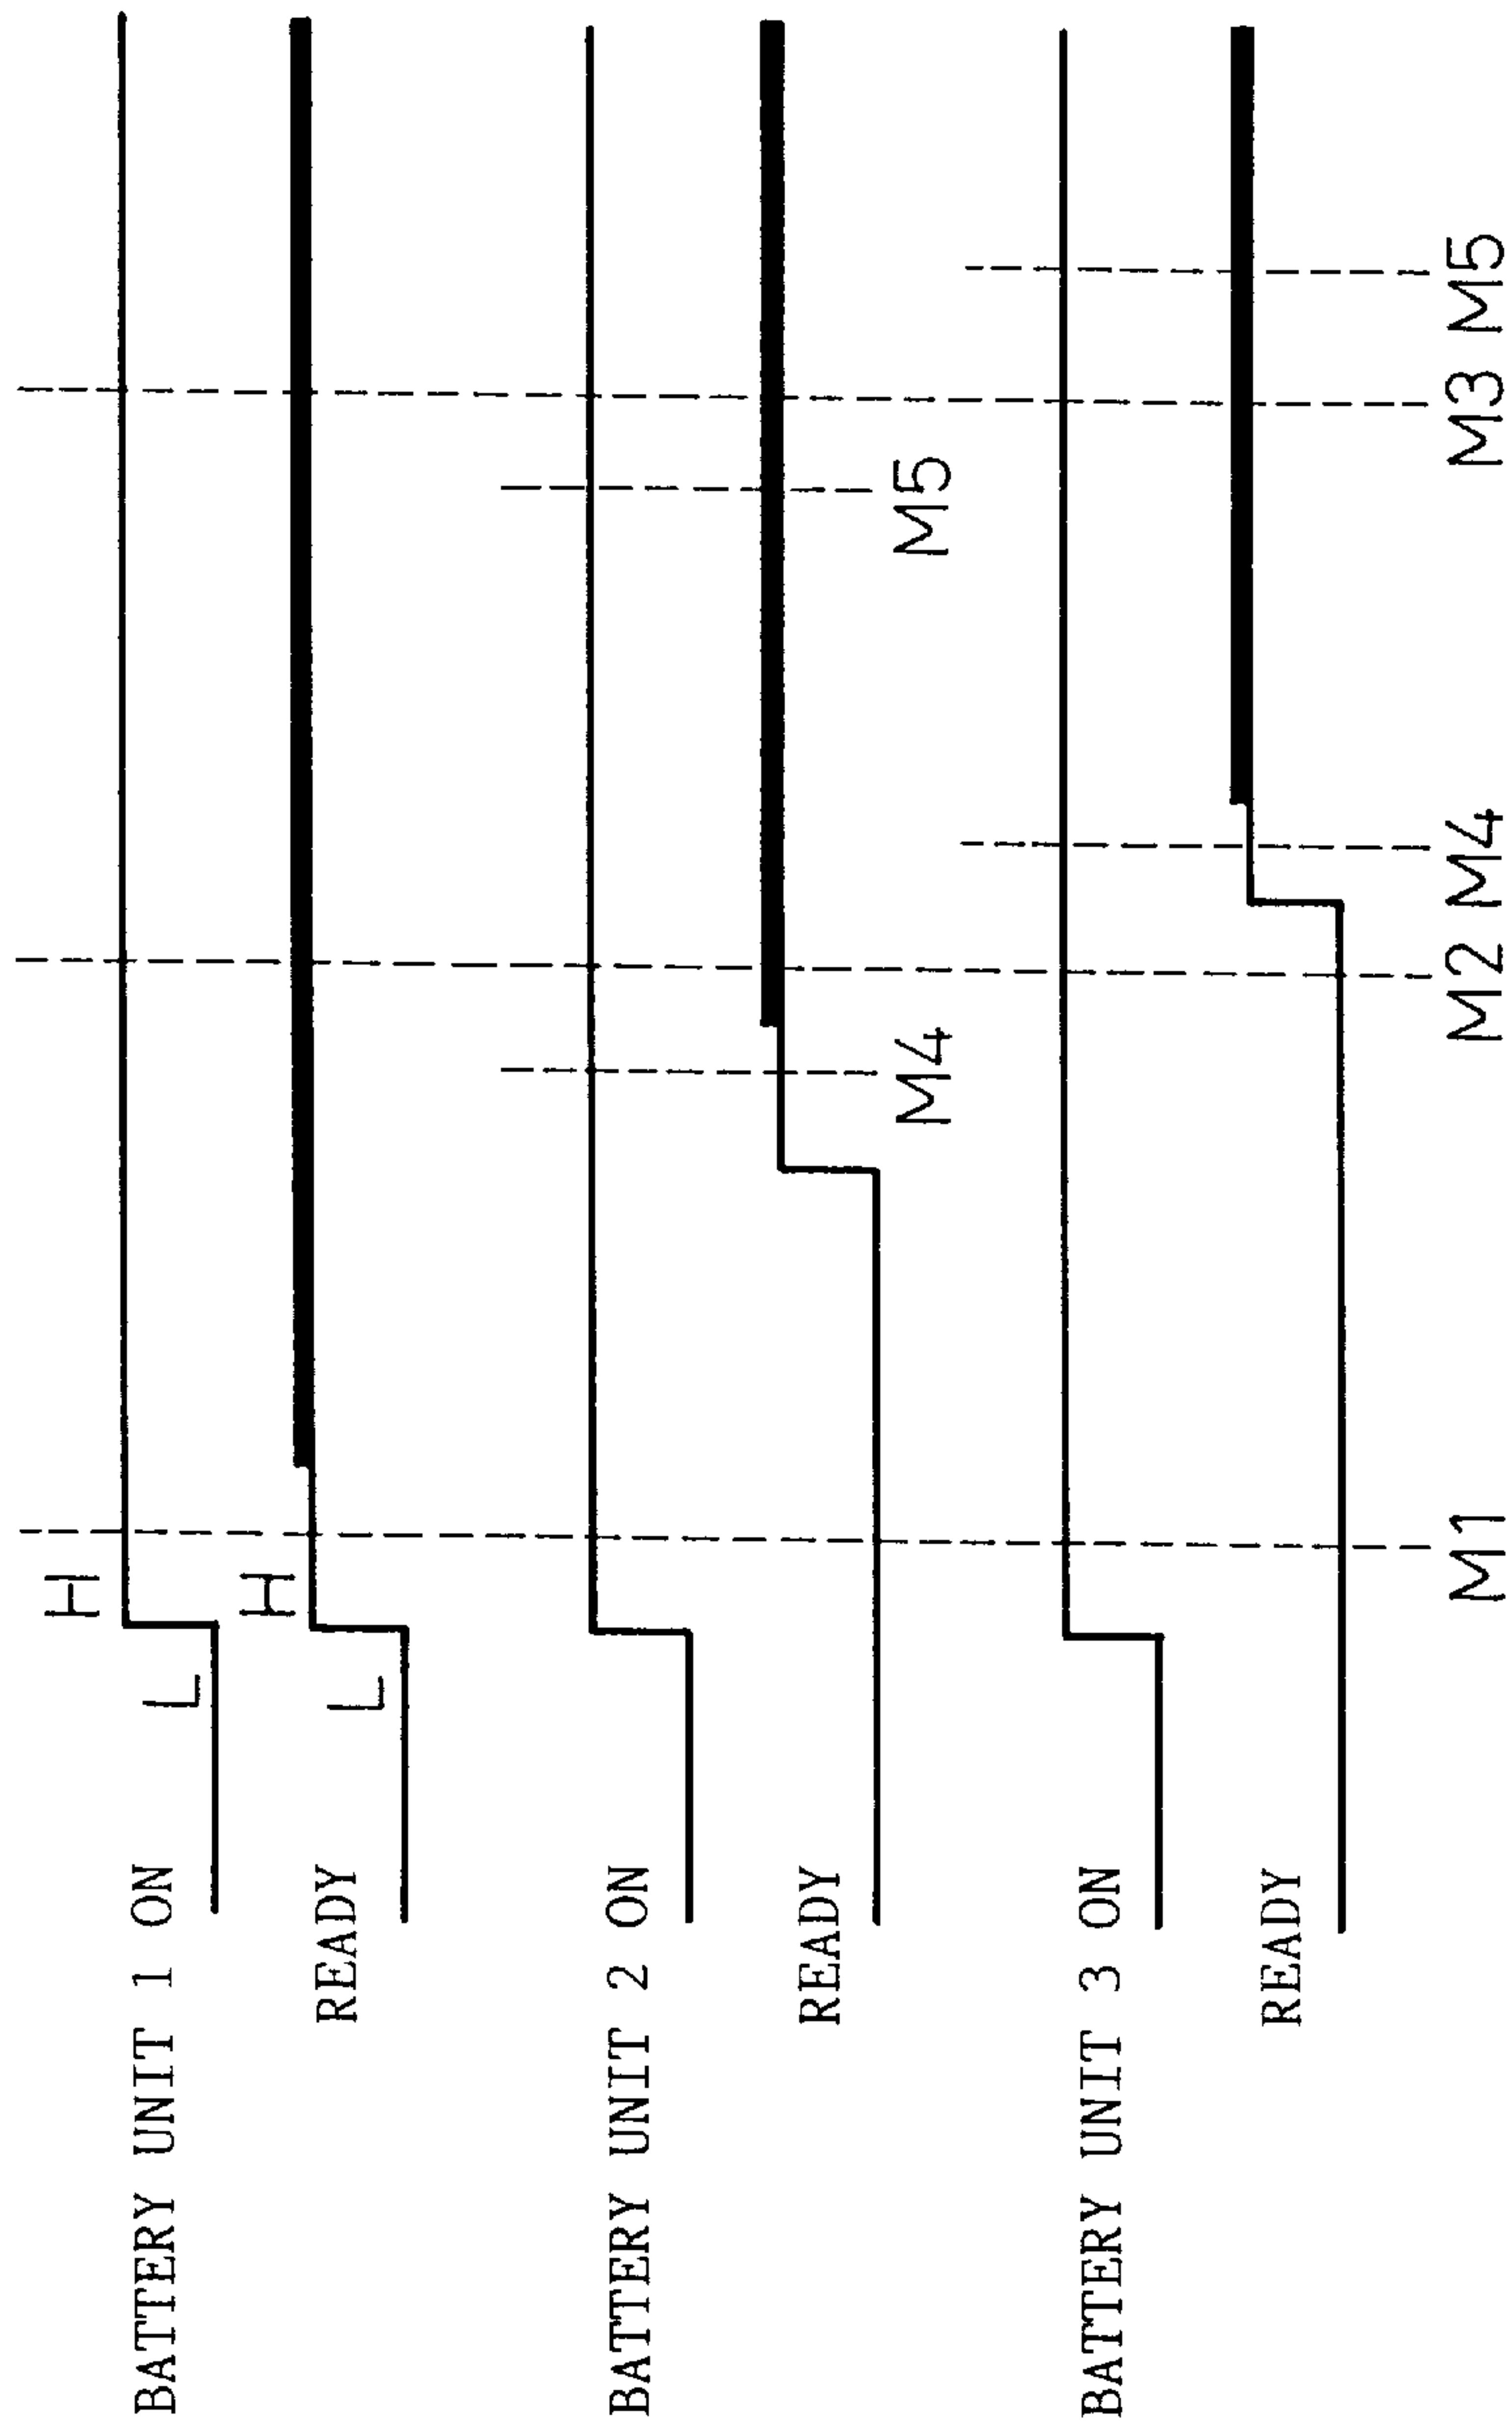 BATTERY UNIT 1 ON
L
H
READY
L
H
BATTERY UNIT 2 ON
READY
M4
M5
BATTERY UNIT 3 ON
READY
M1
M2
M4
M3
M5